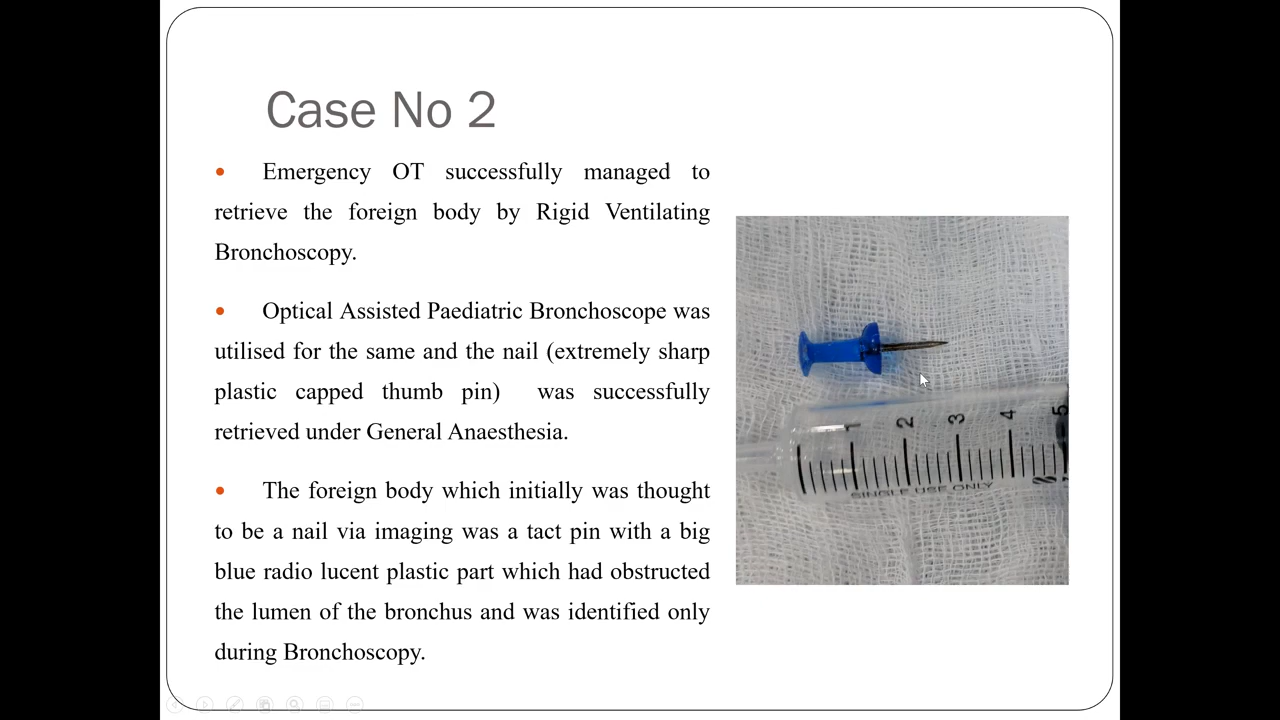 Case No 2
• Emergency OT successfully managed to
retrieve the foreign body by Rigid Ventilating
Bronchoscopy.
• Optical Assisted Paediatric Bronchoscope was
utilised for the same and the nail (extremely sharp
plastic capped thumb pin) was successfully
retrieved under General Anaesthesia.
• The foreign body which initially was thought
to be a nail via imaging was a tact pin with a big
blue radio lucent plastic part which had obstructed
the lumen of the bronchus and was identified only
during Bronchoscopy.
1 2 3 4 5
SINGLE USE ONLY